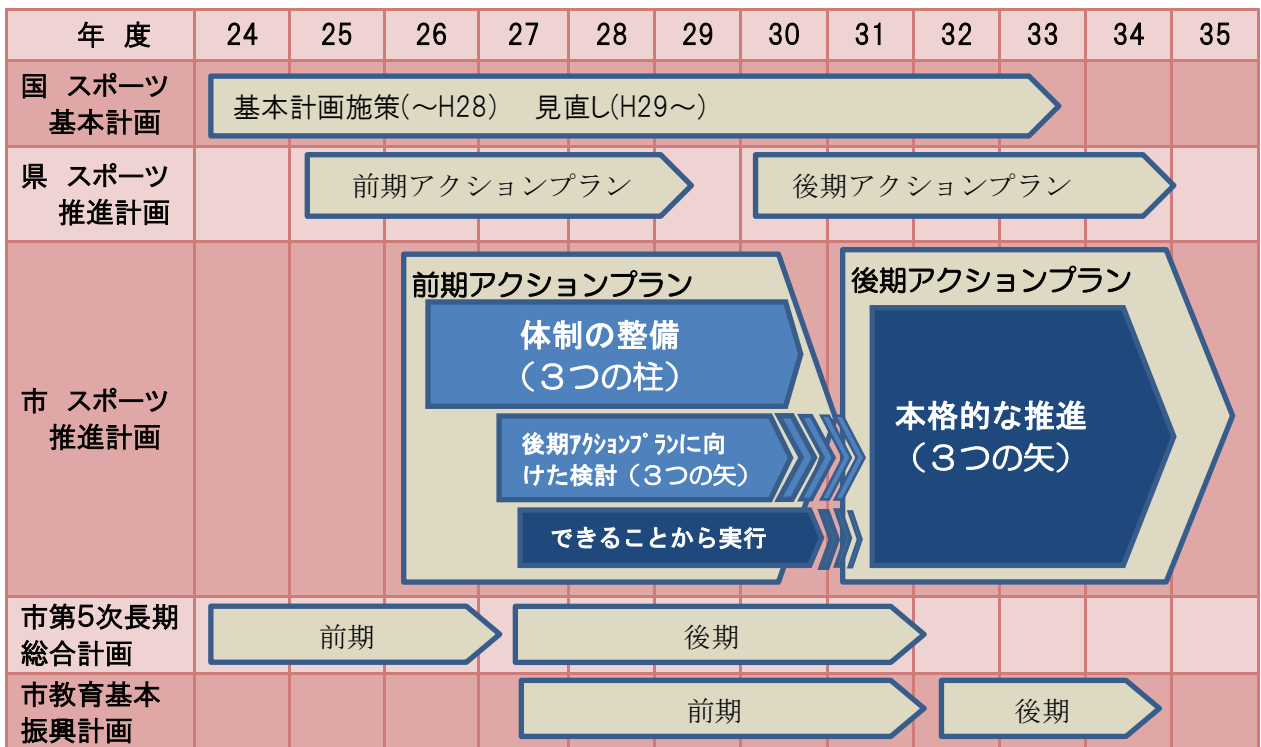 年 度 24 25 26 27 28 29 30 31 32 33 34 35
国 スポーツ
基本計画
基本計画施策(～H28) 見直し(H29～)
県 スポーツ
推進計画
前期アクションプラン
後期アクションプラン
市 スポーツ
推進計画
前期アクションプラン
体制の整備
（３つの柱）
後期ｱｸｼｮﾝﾌﾟﾗﾝに向
けた検討（３つの矢）
できることから実行
後期アクションプラン
本格的な推進
（３つの矢）
市第5次長期
総合計画
前期
後期
市教育基本
振興計画
前期
後期